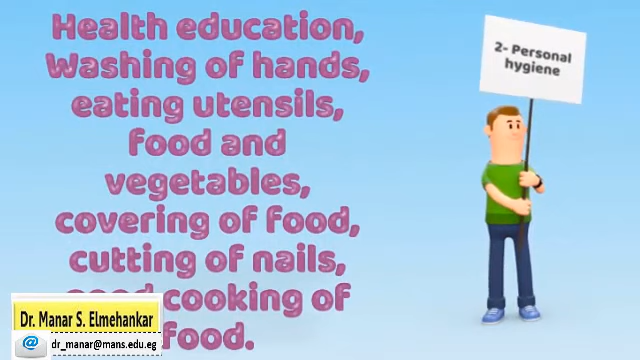 Health education,
Washing of hands,
eating utensils,
food and
vegetables,
covering of food,
cutting of nails,
cooking of
food.
2- Personal
hygiene
Dr. Manar S. Elmehankar
@ dr_manar@mans.edu.eg